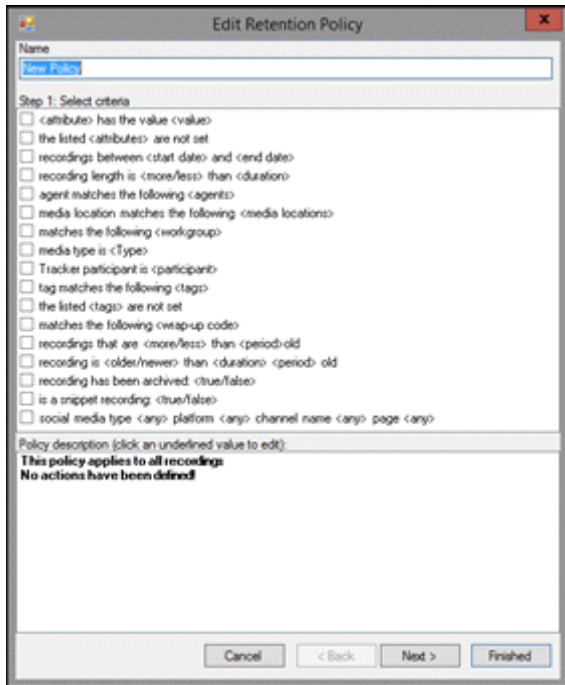 Edit Retention Policy
x
Name
New Policy
Step 1: Select criteria
<attribute> has the value <value>
the listed <attributes> are not set
recordings between <start date> and <end date>
recording length is <more/less> than <duration>
agent matches the following <agents>
media location matches the following <media locations>
matches the following <workgroup>
media type is <Type>
Tracker participant is <participant>
tag matches the following <tags>
the listed <tags> are not set
matches the following <wrap-up code>
recordings that are <more/less> than <period>old
recording is <older/newer> than <duration> <period> old
recording has been archived: <true/false>
is a snippet recording: <true/false>
social media type <any> platform <any> channel name <any> page <any>
Policy description (click an underlined value to edit):
This policy applies to all recordings
No actions have been defined!
Cancel
< Back
Next >
Finished